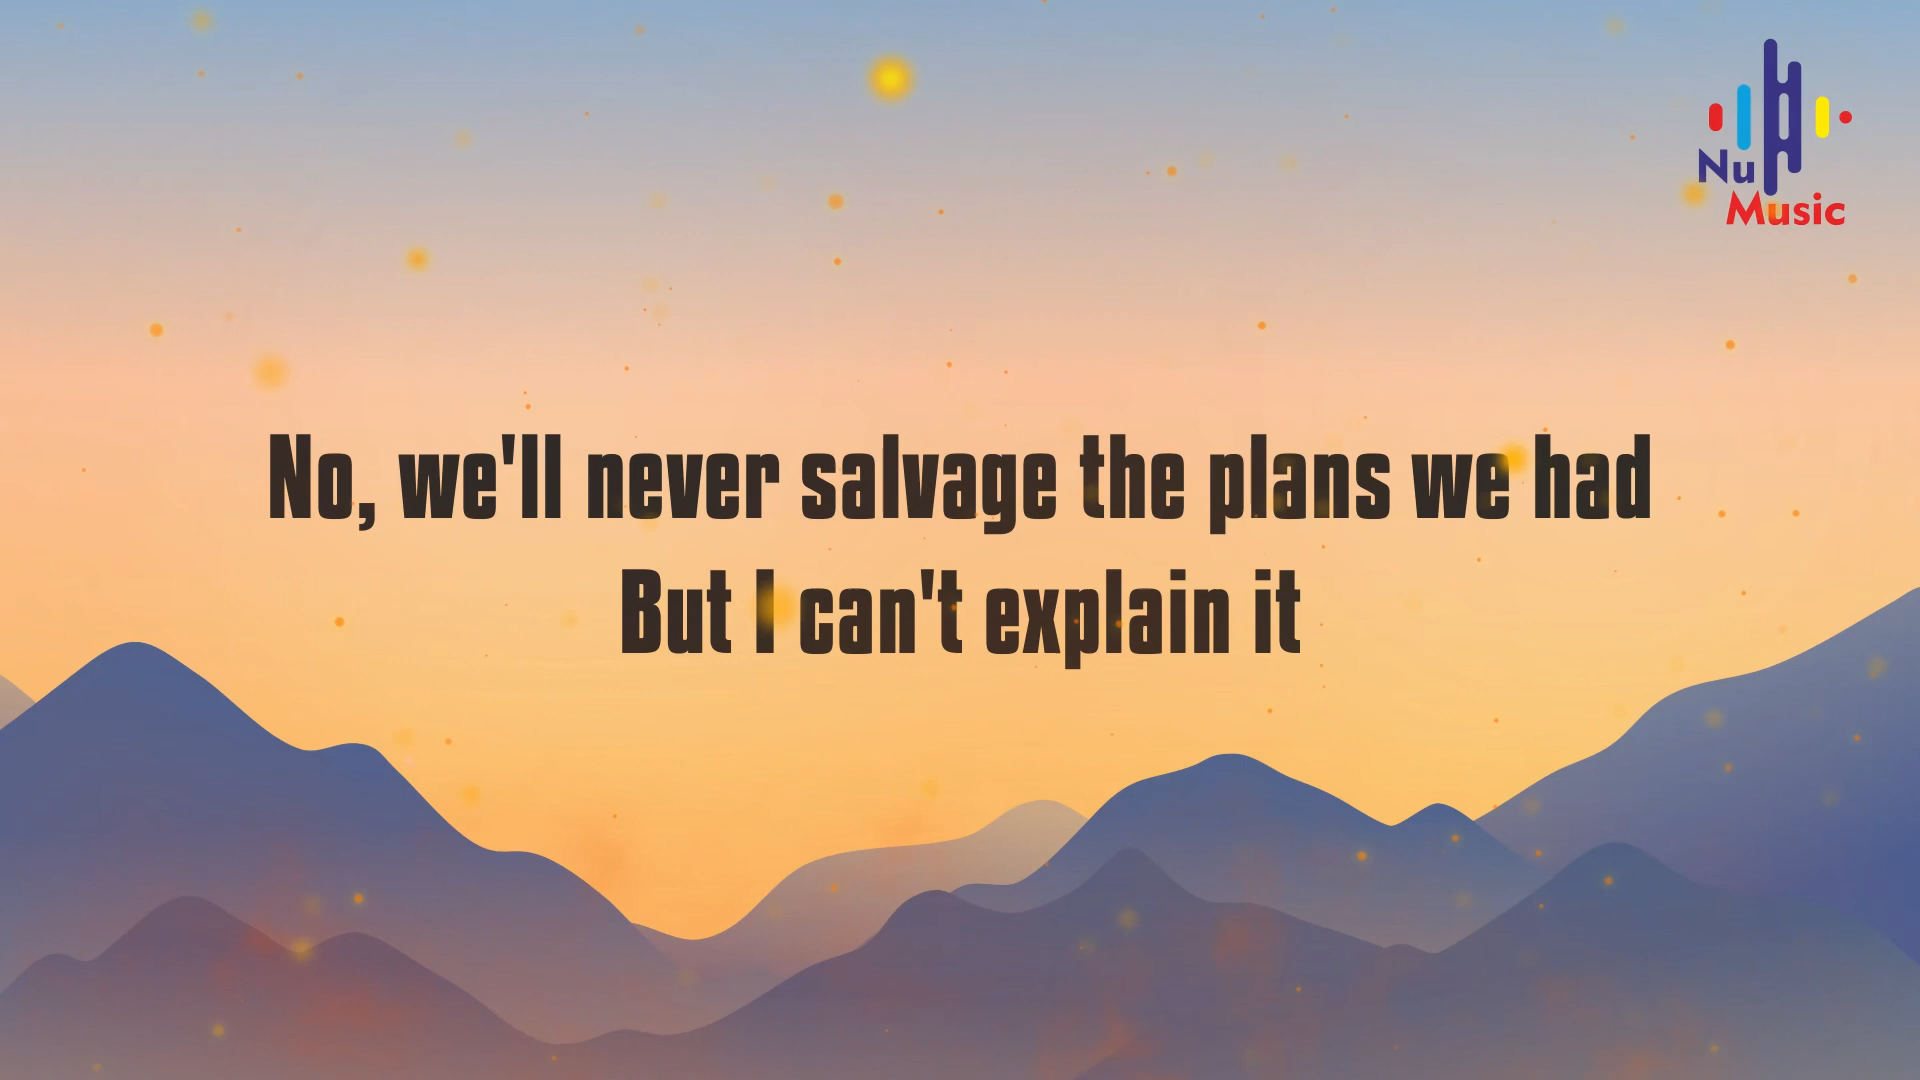 Nu
Music
No, we'll never salvage the plans we had
But I can't explain it